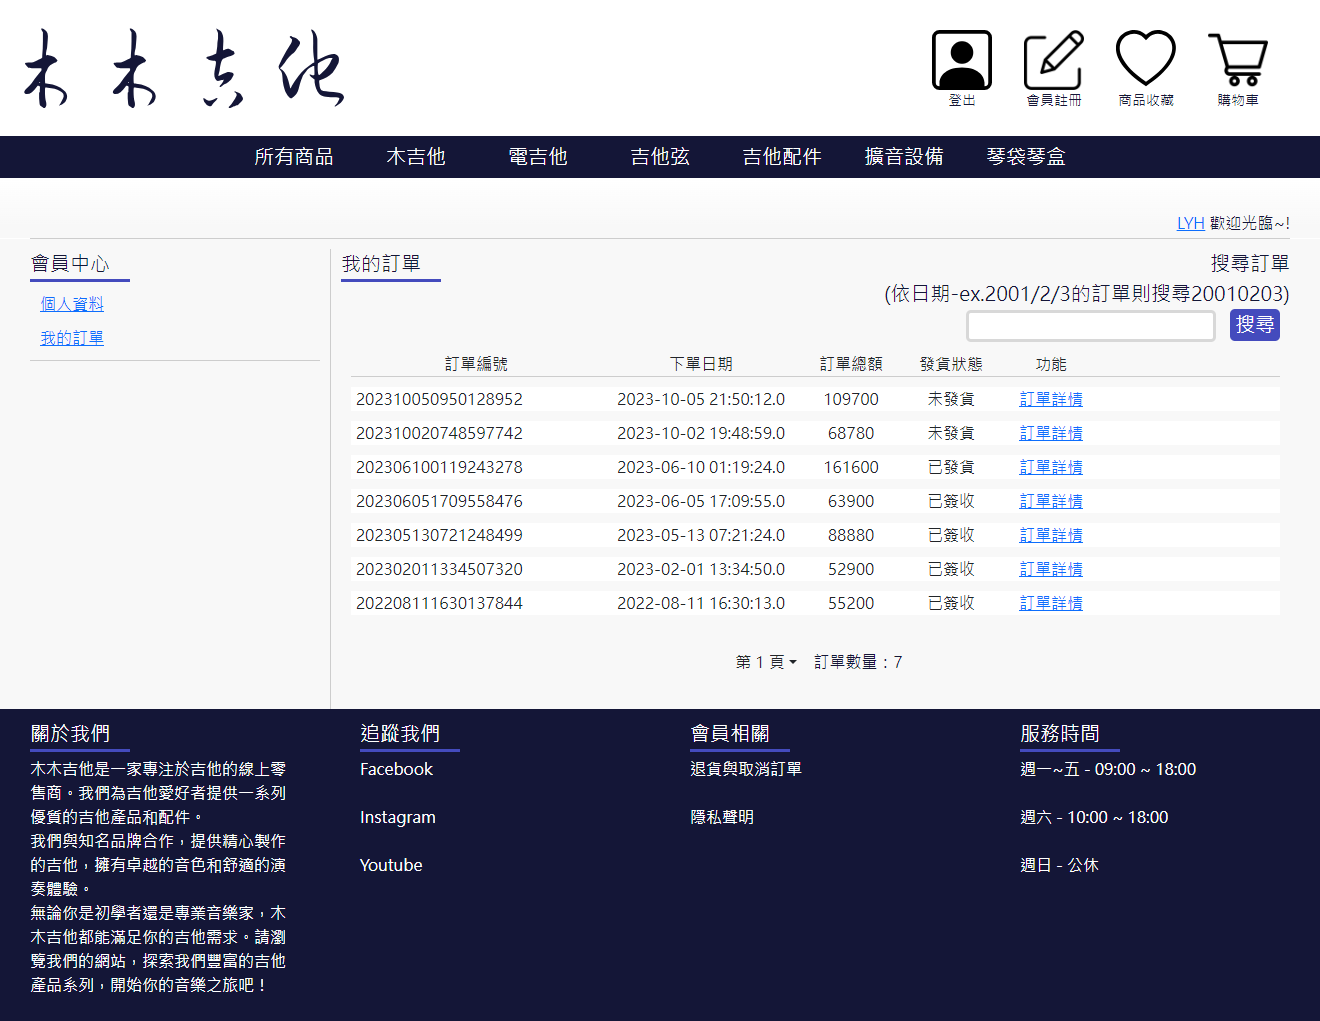 木木吉他
登出
會員註冊
商品收藏
購物車
所有商品
木吉他
電吉他
吉他弦
吉他配件
擴音設備
琴袋琴盒
LYH 歡迎光臨~!
會員中心
個人資料
我的訂單
我的訂單
搜尋訂單
(依日期-ex.2001/2/3的訂單則搜尋20010203)
搜尋
訂單編號 下單日期 訂單總額 發貨狀態 功能
202310050950128952 2023-10-05 21:50:12.0 109700 未發貨 訂單詳情
202310020748597742 2023-10-02 19:48:59.0 68780 未發貨 訂單詳情
202306100119243278 2023-06-10 01:19:24.0 161600 已發貨 訂單詳情
202306051709558476 2023-06-05 17:09:55.0 63900 已簽收 訂單詳情
202305130721248499 2023-05-13 07:21:24.0 88880 已簽收 訂單詳情
202302011334507320 2023-02-01 13:34:50.0 52900 已簽收 訂單詳情
202208111630137844 2022-08-11 16:30:13.0 55200 已簽收 訂單詳情
第 1 頁 訂單數量：7
關於我們
木木吉他是一家專注於吉他的線上零
售商。我們為吉他愛好者提供一系列
優質的吉他產品和配件。
我們與知名品牌合作，提供精心製作
的吉他，擁有卓越的音色和舒適的演
奏體驗。
無論你是初學者還是專業音樂家，木
木吉他都能滿足你的吉他需求。請瀏
覽我們的網站，探索我們豐富的吉他
產品系列，開始你的音樂之旅吧！
追蹤我們
Facebook
Instagram
Youtube
會員相關
退貨與取消訂單
隱私聲明
服務時間
週一~五 - 09:00 ~ 18:00
週六 - 10:00 ~ 18:00
週日 - 公休